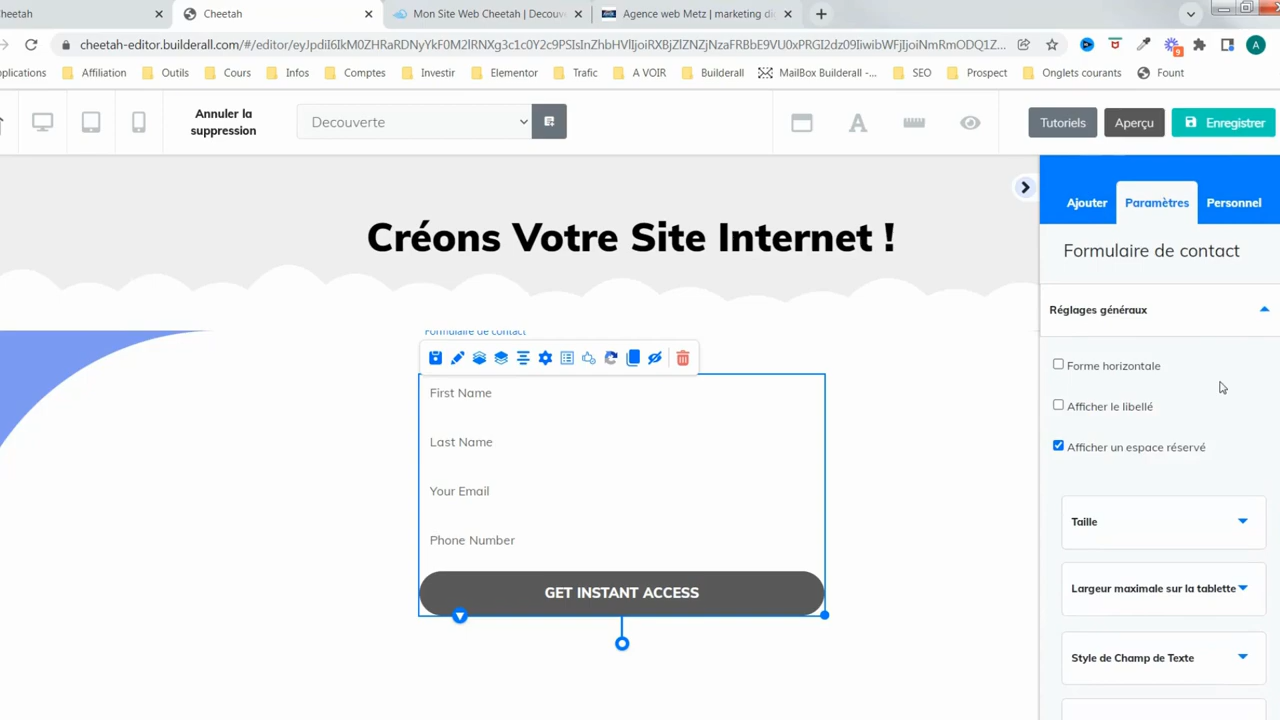 heetah
Cheetah
Mon Site Web Cheetah | Decouv
Agence web Metz | marketing di
cheetah-editor.builderall.com/#/editor/
plications
Affiliation
Outils
Cours
Infos
Comptes
Investir
Elementor
Trafic
A VOIR
Builderall
MailBox Builderall -...
SEO
Prospect
Onglets courants
Fount
9
A
Annuler la
suppression
Decouverte
A
Tutoriels
Aperçu
Enregistrer
Ajouter
Paramètres
Personnel
Créons Votre Site Internet !
Formulaire de contact
Formulaire de contact
First Name
Last Name
Your Email
Phone Number
GET INSTANT ACCESS
Réglages généraux
Forme horizontale
Afficher le libellé
Afficher un espace réservé
Taille
Largeur maximale sur la tablette
Style de Champ de Texte